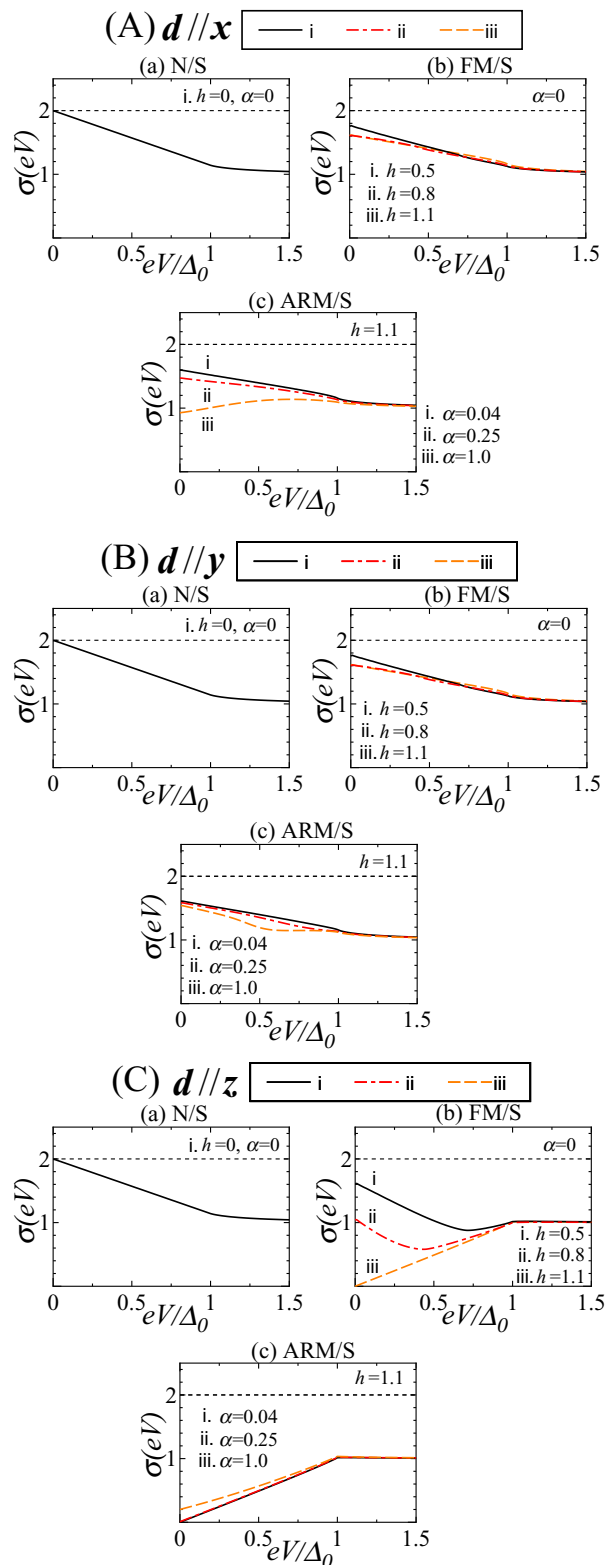 (A) d//x i ii iii
(a) N/S (b) FM/S
i. h=0, α=0
2
1
σ(eV)
0 0.5 1 1.5
eV/Δ0
α=0
2
1
σ(eV)
i. h=0.5
ii. h=0.8
iii. h=1.1
0 0.5 1 1.5
eV/Δ0
(c) ARM/S
h=1.1
2
1
σ(eV)
i
ii
iii
i. α=0.04
ii. α=0.25
iii. α=1.0
0 0.5 1 1.5
eV/Δ0
(B) d//y i ii iii
(a) N/S (b) FM/S
i. h=0, α=0
2
1
σ(eV)
0 0.5 1 1.5
eV/Δ0
α=0
2
1
σ(eV)
i. h=0.5
ii. h=0.8
iii. h=1.1
0 0.5 1 1.5
eV/Δ0
(c) ARM/S
h=1.1
2
1
σ(eV)
i. α=0.04
ii. α=0.25
iii. α=1.0
0 0.5 1 1.5
eV/Δ0
(C) d//z i ii iii
(a) N/S (b) FM/S
i. h=0, α=0
2
1
σ(eV)
0 0.5 1 1.5
eV/Δ0
α=0
2
1
σ(eV)
i
ii
iii
i. h=0.5
ii. h=0.8
iii. h=1.1
0 0.5 1 1.5
eV/Δ0
(c) ARM/S
h=1.1
2
1
σ(eV)
i. α=0.04
ii. α=0.25
iii. α=1.0
0 0.5 1 1.5
eV/Δ0